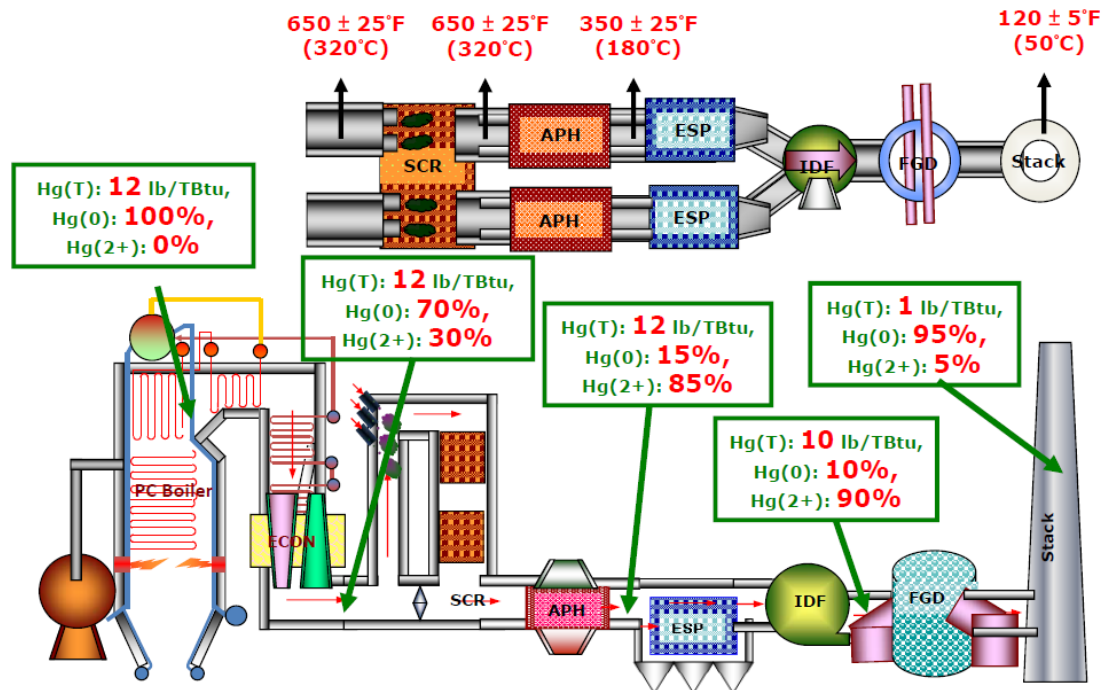 650 ± 25°F
(320°C)
650 ± 25°F
(320°C)
350 ± 25°F
(180°C)
120 ± 5°F
(50°C)
SCR
APH
ESP
APH
ESP
IDF
FGD
Stack
Hg(T): 12 lb/TBtu,
Hg(0): 100%,
Hg(2+): 0%
Hg(T): 12 lb/TBtu,
Hg(0): 70%,
Hg(2+): 30%
Hg(T): 12 lb/TBtu,
Hg(0): 15%,
Hg(2+): 85%
Hg(T): 1 lb/TBtu,
Hg(0): 95%,
Hg(2+): 5%
Hg(T): 10 lb/TBtu,
Hg(0): 10%,
Hg(2+): 90%
PC Boiler
ECON
SCR
APH
ESP
IDF
FGD
Stack